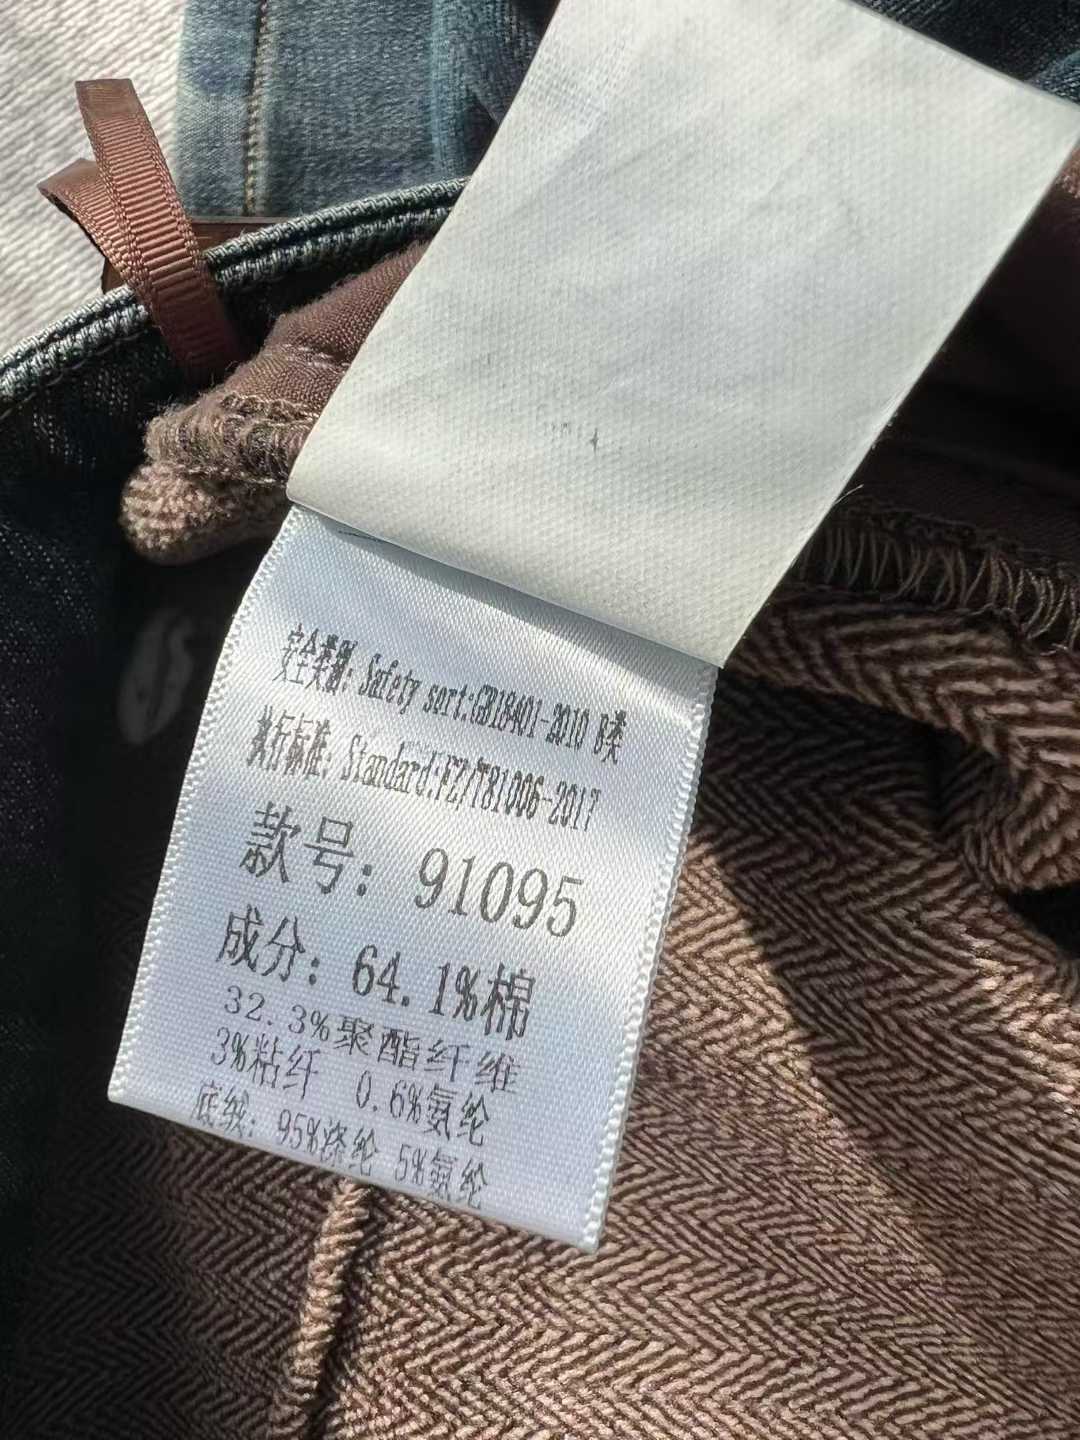 安全类别: Safety sort:GB18401-2010 B类
执行标准: Standard:FZ/T81006-2017
款号: 91095
成分: 64.1%棉
32.3%聚酯纤维
3%粘纤 0.6%氨纶
底绒: 95%涤纶 5%氨纶